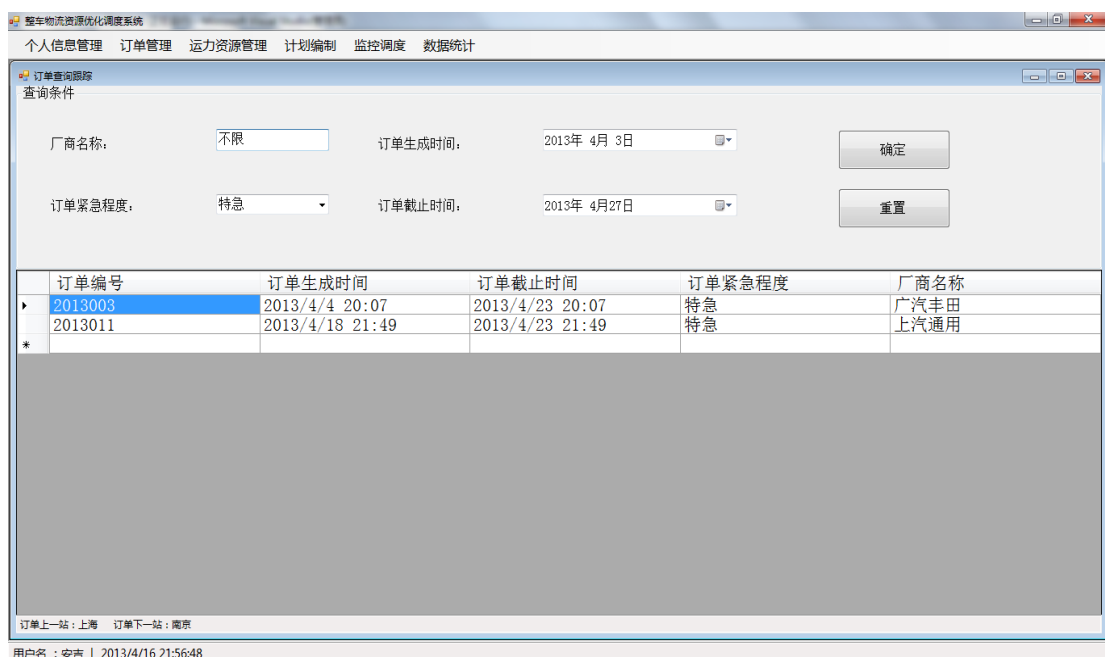 整车物流资源优化调度系统
个人信息管理 订单管理 运力资源管理 计划编制 监控调度 数据统计
订单查询跟踪
查询条件
厂商名称： 不限 订单生成时间： 2013年 4月 3日 确定
订单紧急程度： 特急 订单截止时间： 2013年 4月27日 重置
订单编号 订单生成时间 订单截止时间 订单紧急程度 厂商名称
2013003 2013/4/4 20:07 2013/4/23 20:07 特急 广汽丰田
2013011 2013/4/18 21:49 2013/4/23 21:49 特急 上汽通用
*
订单上一站：上海 订单下一站：南京
用户名 ：安吉 | 2013/4/16 21:56:48